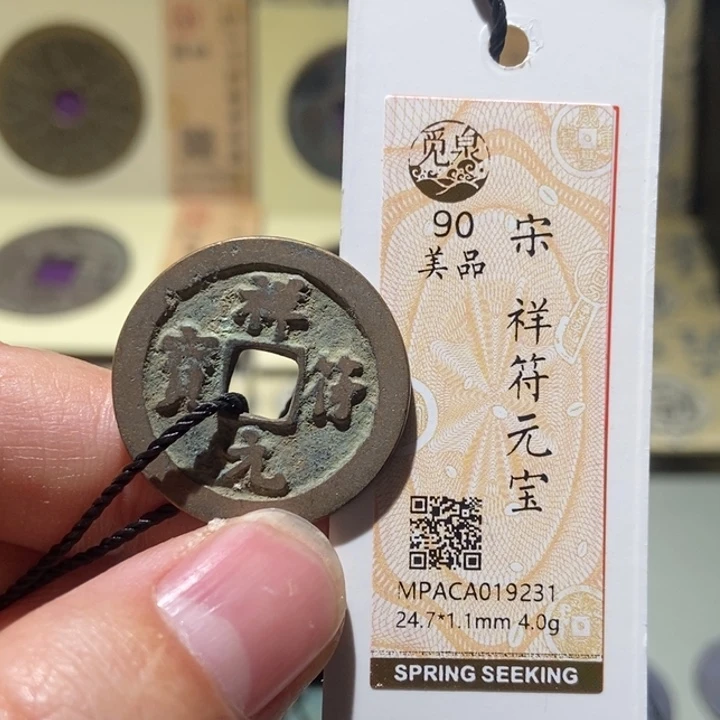 祥
符
元
寳
觅泉
90
美品
宋
祥符元宝
MPACA019231
24.7*1.1mm 4.0g
SPRING SEEKING